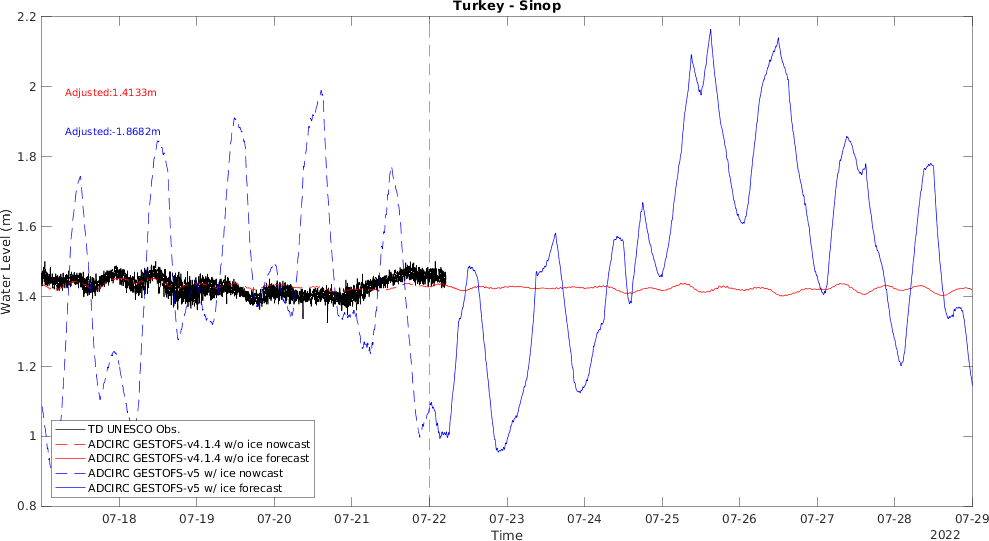 Turkey - Sinop
2.2
2
1.8
1.6
1.4
1.2
1
0.8
Water Level (m)
Adjusted:1.4133m
Adjusted:-1.8682m
TD UNESCO Obs.
ADCIRC GESTOFS-v4.1.4 w/o ice nowcast
ADCIRC GESTOFS-v4.1.4 w/o ice forecast
ADCIRC GESTOFS-v5 w/ ice nowcast
ADCIRC GESTOFS-v5 w/ ice forecast
07-18 07-19 07-20 07-21 07-22 07-23 07-24 07-25 07-26 07-27 07-28 07-29
Time
2022